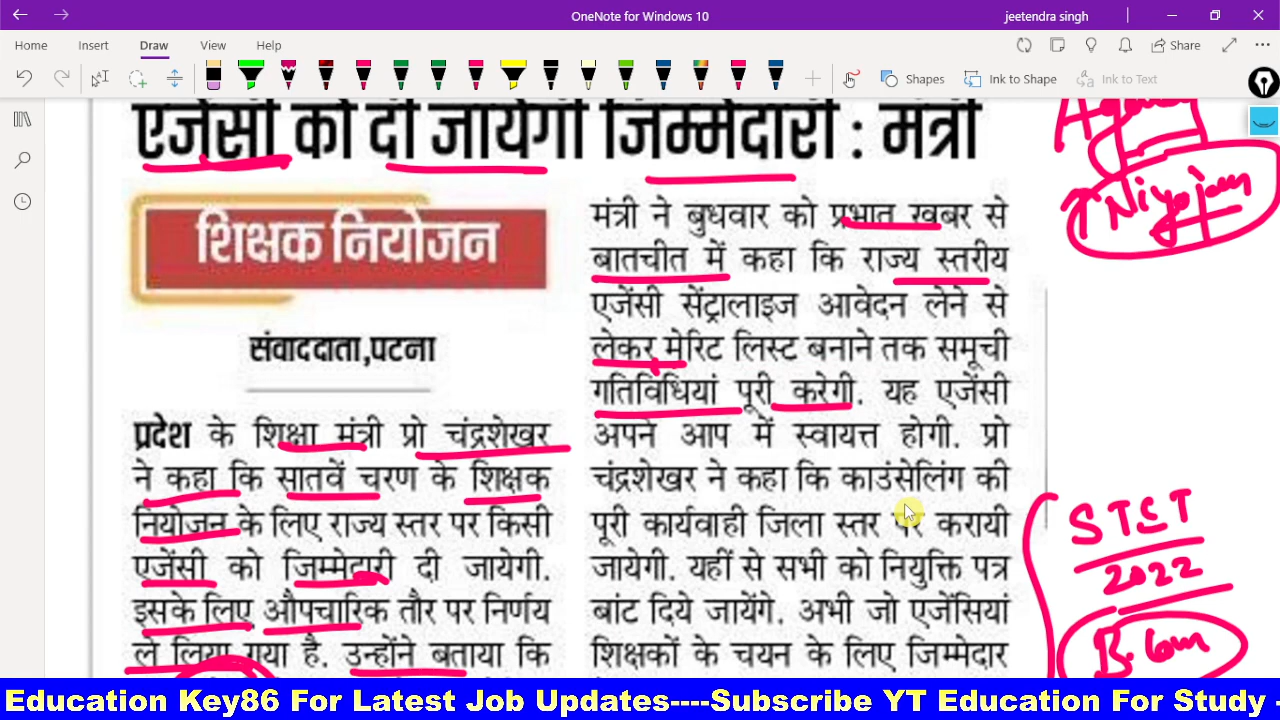 OneNote for Windows 10
jeetendra singh
Home Insert Draw View Help
Share
Shapes Ink to Shape Ink to Text
एजेंसी को दी जायेगी जिम्मेदारी : मंत्री
शिक्षक नियोजन
संवाददाता,पटना
प्रदेश के शिक्षा मंत्री प्रो चंद्रशेखर
ने कहा कि सातवें चरण के शिक्षक
नियोजन के लिए राज्य स्तर पर किसी
एजेंसी को जिम्मेदारी दी जायेगी.
इसके लिए औपचारिक तौर पर निर्णय
ले लिया गया है. उन्होंने बताया कि
मंत्री ने बुधवार को प्रभात खबर से
बातचीत में कहा कि राज्य स्तरीय
एजेंसी सेंट्रालाइज आवेदन लेने से
लेकर मेरिट लिस्ट बनाने तक समूची
गतिविधियां पूरी करेगी. यह एजेंसी
अपने आप में स्वायत्त होगी. प्रो
चंद्रशेखर ने कहा कि काउंसेलिंग की
पूरी कार्यवाही जिला स्तर पर करायी
जायेगी. यहीं से सभी को नियुक्ति पत्र
बांट दिये जायेंगे. अभी जो एजेंसियां
शिक्षकों के चयन के लिए जिम्मेदार
Niyojan
STET
2022
B. Com
Education Key86 For Latest Job Updates----Subscribe YT Education For Study -